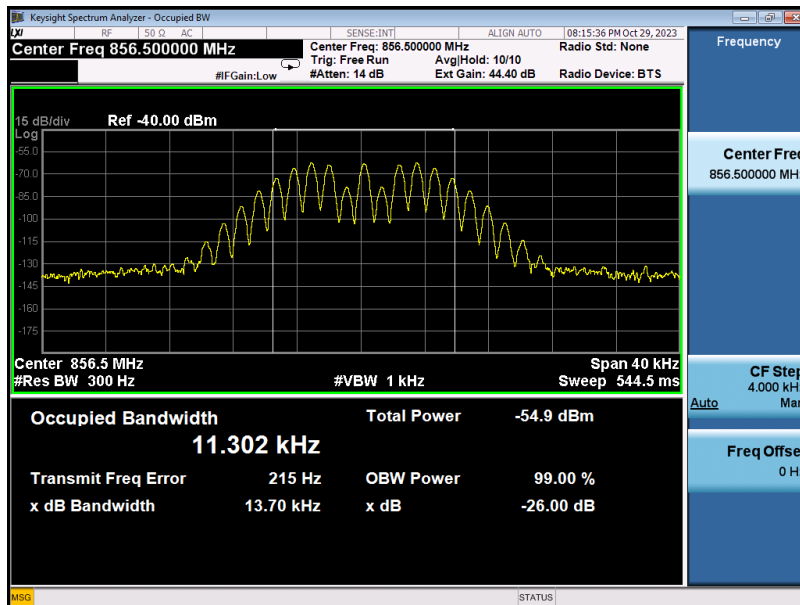 Keysight Spectrum Analyzer - Occupied BW
LXI RF 50 Ω AC SENSE:INT ALIGN AUTO 08:15:36 PM Oct 29, 2023
Center Freq 856.500000 MHz
Center Freq: 856.500000 MHz Radio Std: None
Trig: Free Run Avg|Hold: 10/10
#IFGain:Low #Atten: 14 dB Ext Gain: 44.40 dB Radio Device: BTS
Frequency
15 dB/div Ref -40.00 dBm
Log
-55.0
-70.0
-85.0
-100
-115
-130
-145
-160
-175
Center Freq
856.500000 MHz
Center 856.5 MHz Span 40 kHz
#Res BW 300 Hz #VBW 1 kHz Sweep 544.5 ms
CF Step
4.000 kHz
Auto Man
Occupied Bandwidth Total Power -54.9 dBm
11.302 kHz
Transmit Freq Error 215 Hz OBW Power 99.00 %
x dB Bandwidth 13.70 kHz x dB -26.00 dB
Freq Offse
0 Hz
MSG STATUS